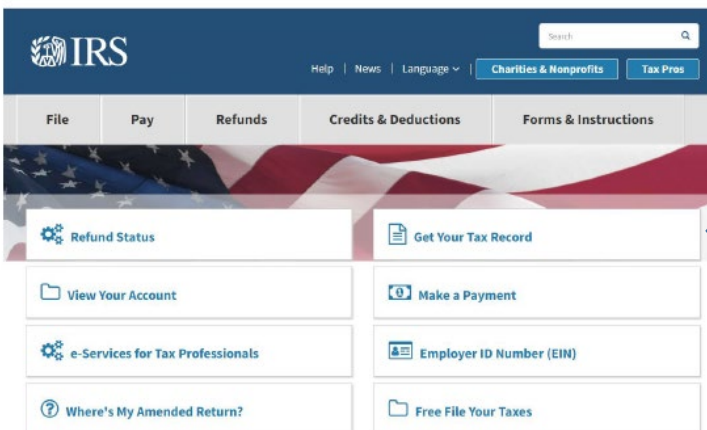 IRS
Search
Help | News | Language | Charities & Nonprofits Tax Pros
File Pay Refunds Credits & Deductions Forms & Instructions
Refund Status Get Your Tax Record
View Your Account Make a Payment
e-Services for Tax Professionals Employer ID Number (EIN)
Where's My Amended Return? Free File Your Taxes